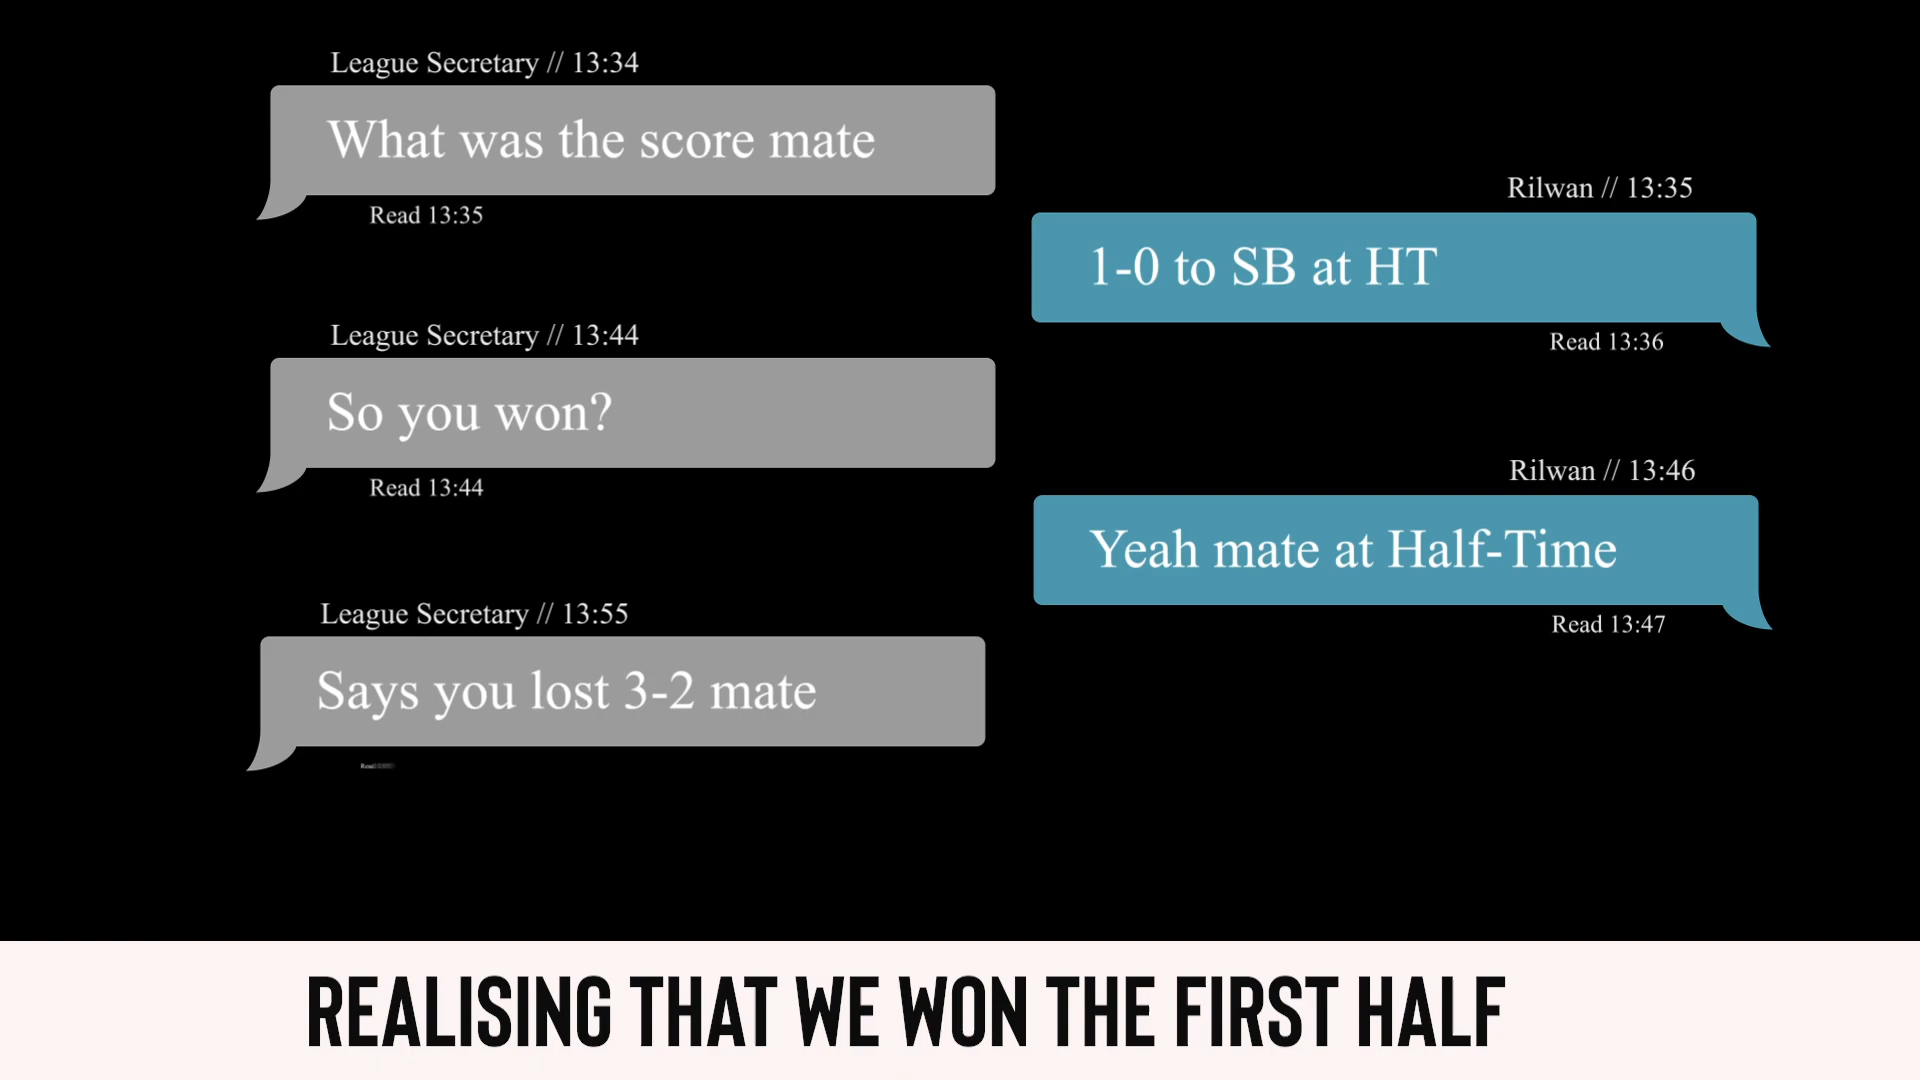 League Secretary // 13:34
What was the score mate
Read 13:35
Rilwan // 13:35
1-0 to SB at HT
Read 13:36
League Secretary // 13:44
So you won?
Read 13:44
Rilwan // 13:46
Yeah mate at Half-Time
Read 13:47
League Secretary // 13:55
Says you lost 3-2 mate
Read
REALISING THAT WE WON THE FIRST HALF